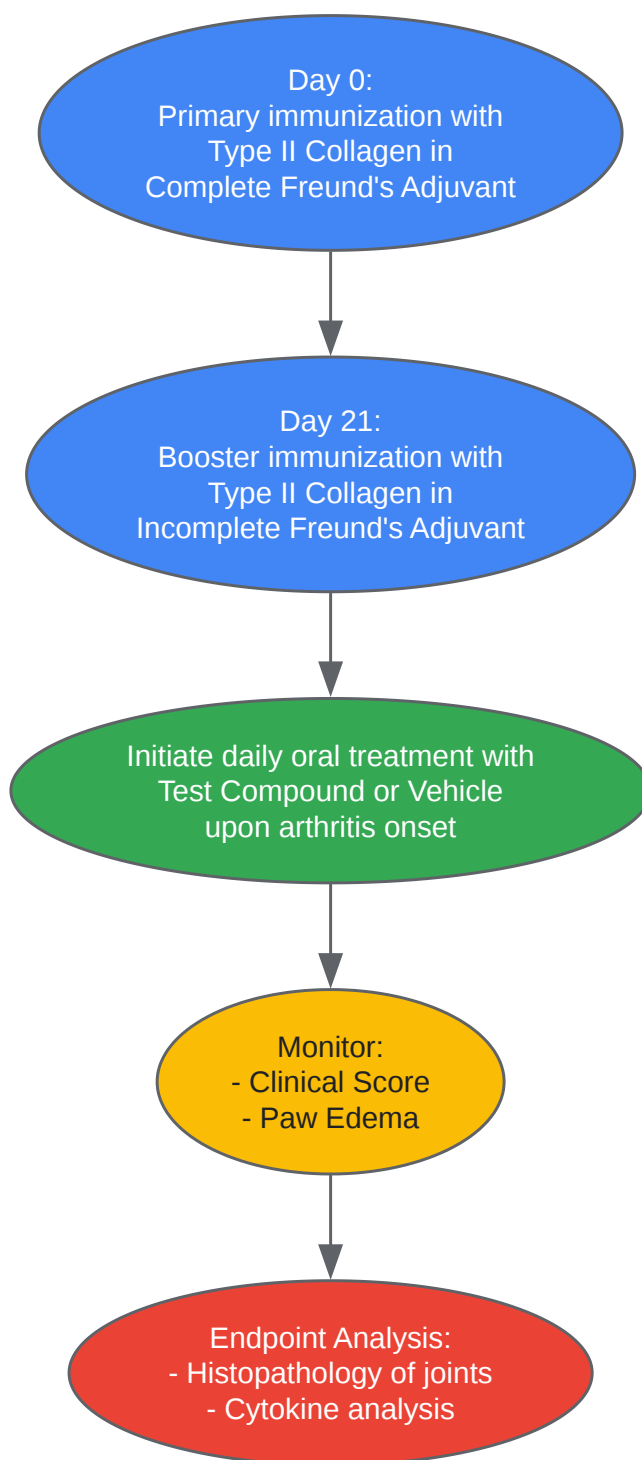 Day 0:
Primary immunization with
Type II Collagen in
Complete Freund's Adjuvant
Day 21:
Booster immunization with
Type II Collagen in
Incomplete Freund's Adjuvant
Initiate daily oral treatment with
Test Compound or Vehicle
upon arthritis onset
Monitor:
- Clinical Score
- Paw Edema
Endpoint Analysis:
- Histopathology of joints
- Cytokine analysis